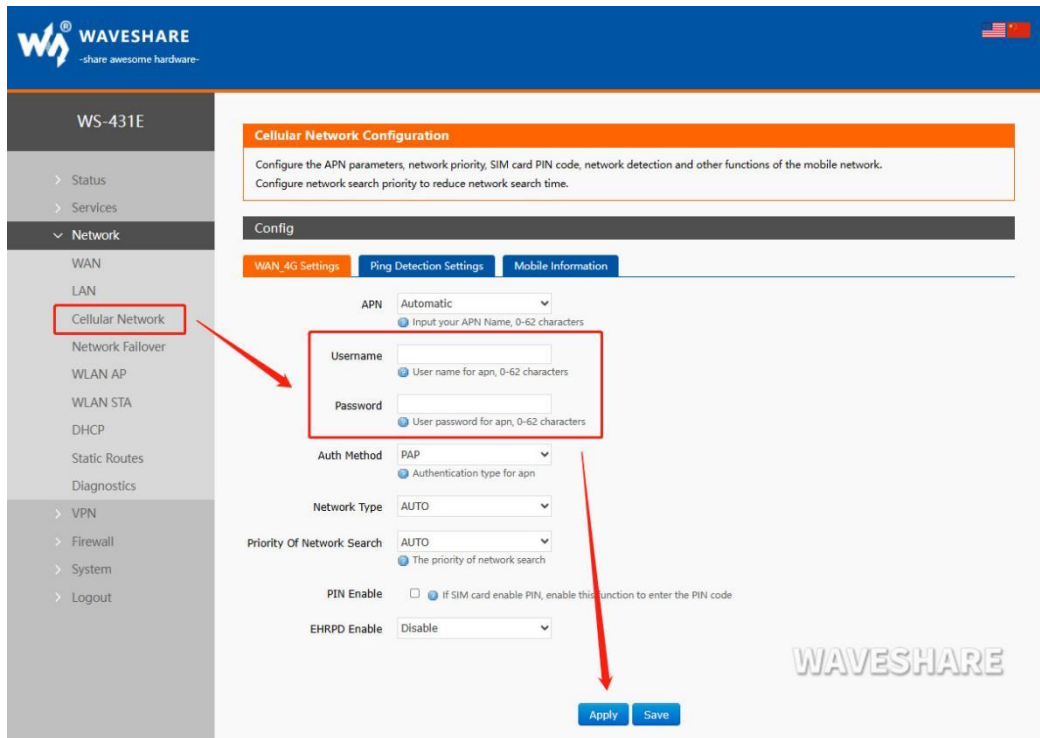 WAVESHARE
-share awesome hardware-
WS-431E
Status
Services
Network
WAN
LAN
Cellular Network
Network Failover
WLAN AP
WLAN STA
DHCP
Static Routes
Diagnostics
VPN
Firewall
System
Logout
Cellular Network Configuration
Configure the APN parameters, network priority, SIM card PIN code, network detection and other functions of the mobile network.
Configure network search priority to reduce network search time.
Config
WAN_4G Settings Ping Detection Settings Mobile Information
APN Automatic
Input your APN Name, 0-62 characters
Username
User name for apn, 0-62 characters
Password
User password for apn, 0-62 characters
Auth Method PAP
Authentication type for apn
Network Type AUTO
Priority Of Network Search AUTO
The priority of network search
PIN Enable If SIM card enable PIN, enable this function to enter the PIN code
EHRPD Enable Disable
WAVESHARE
Apply Save